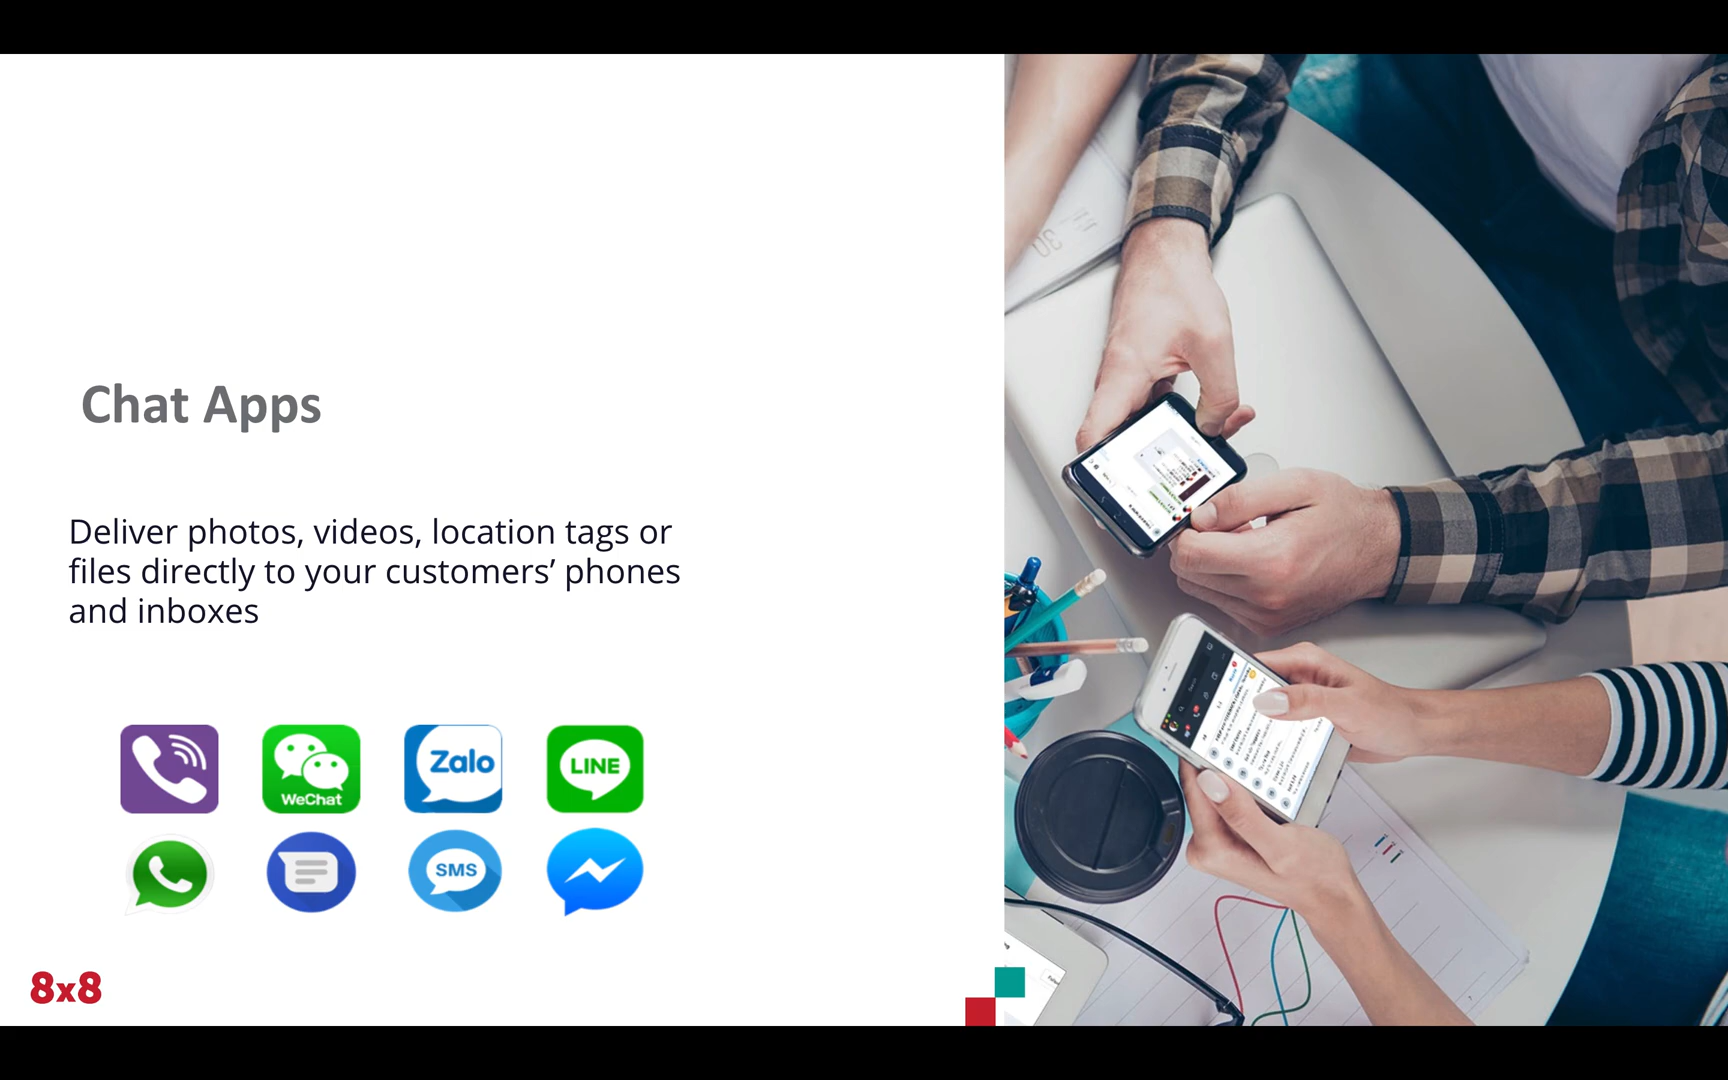 Chat Apps
Deliver photos, videos, location tags or
files directly to your customers’ phones
and inboxes
WeChat
Zalo
LINE
SMS
8x8
30